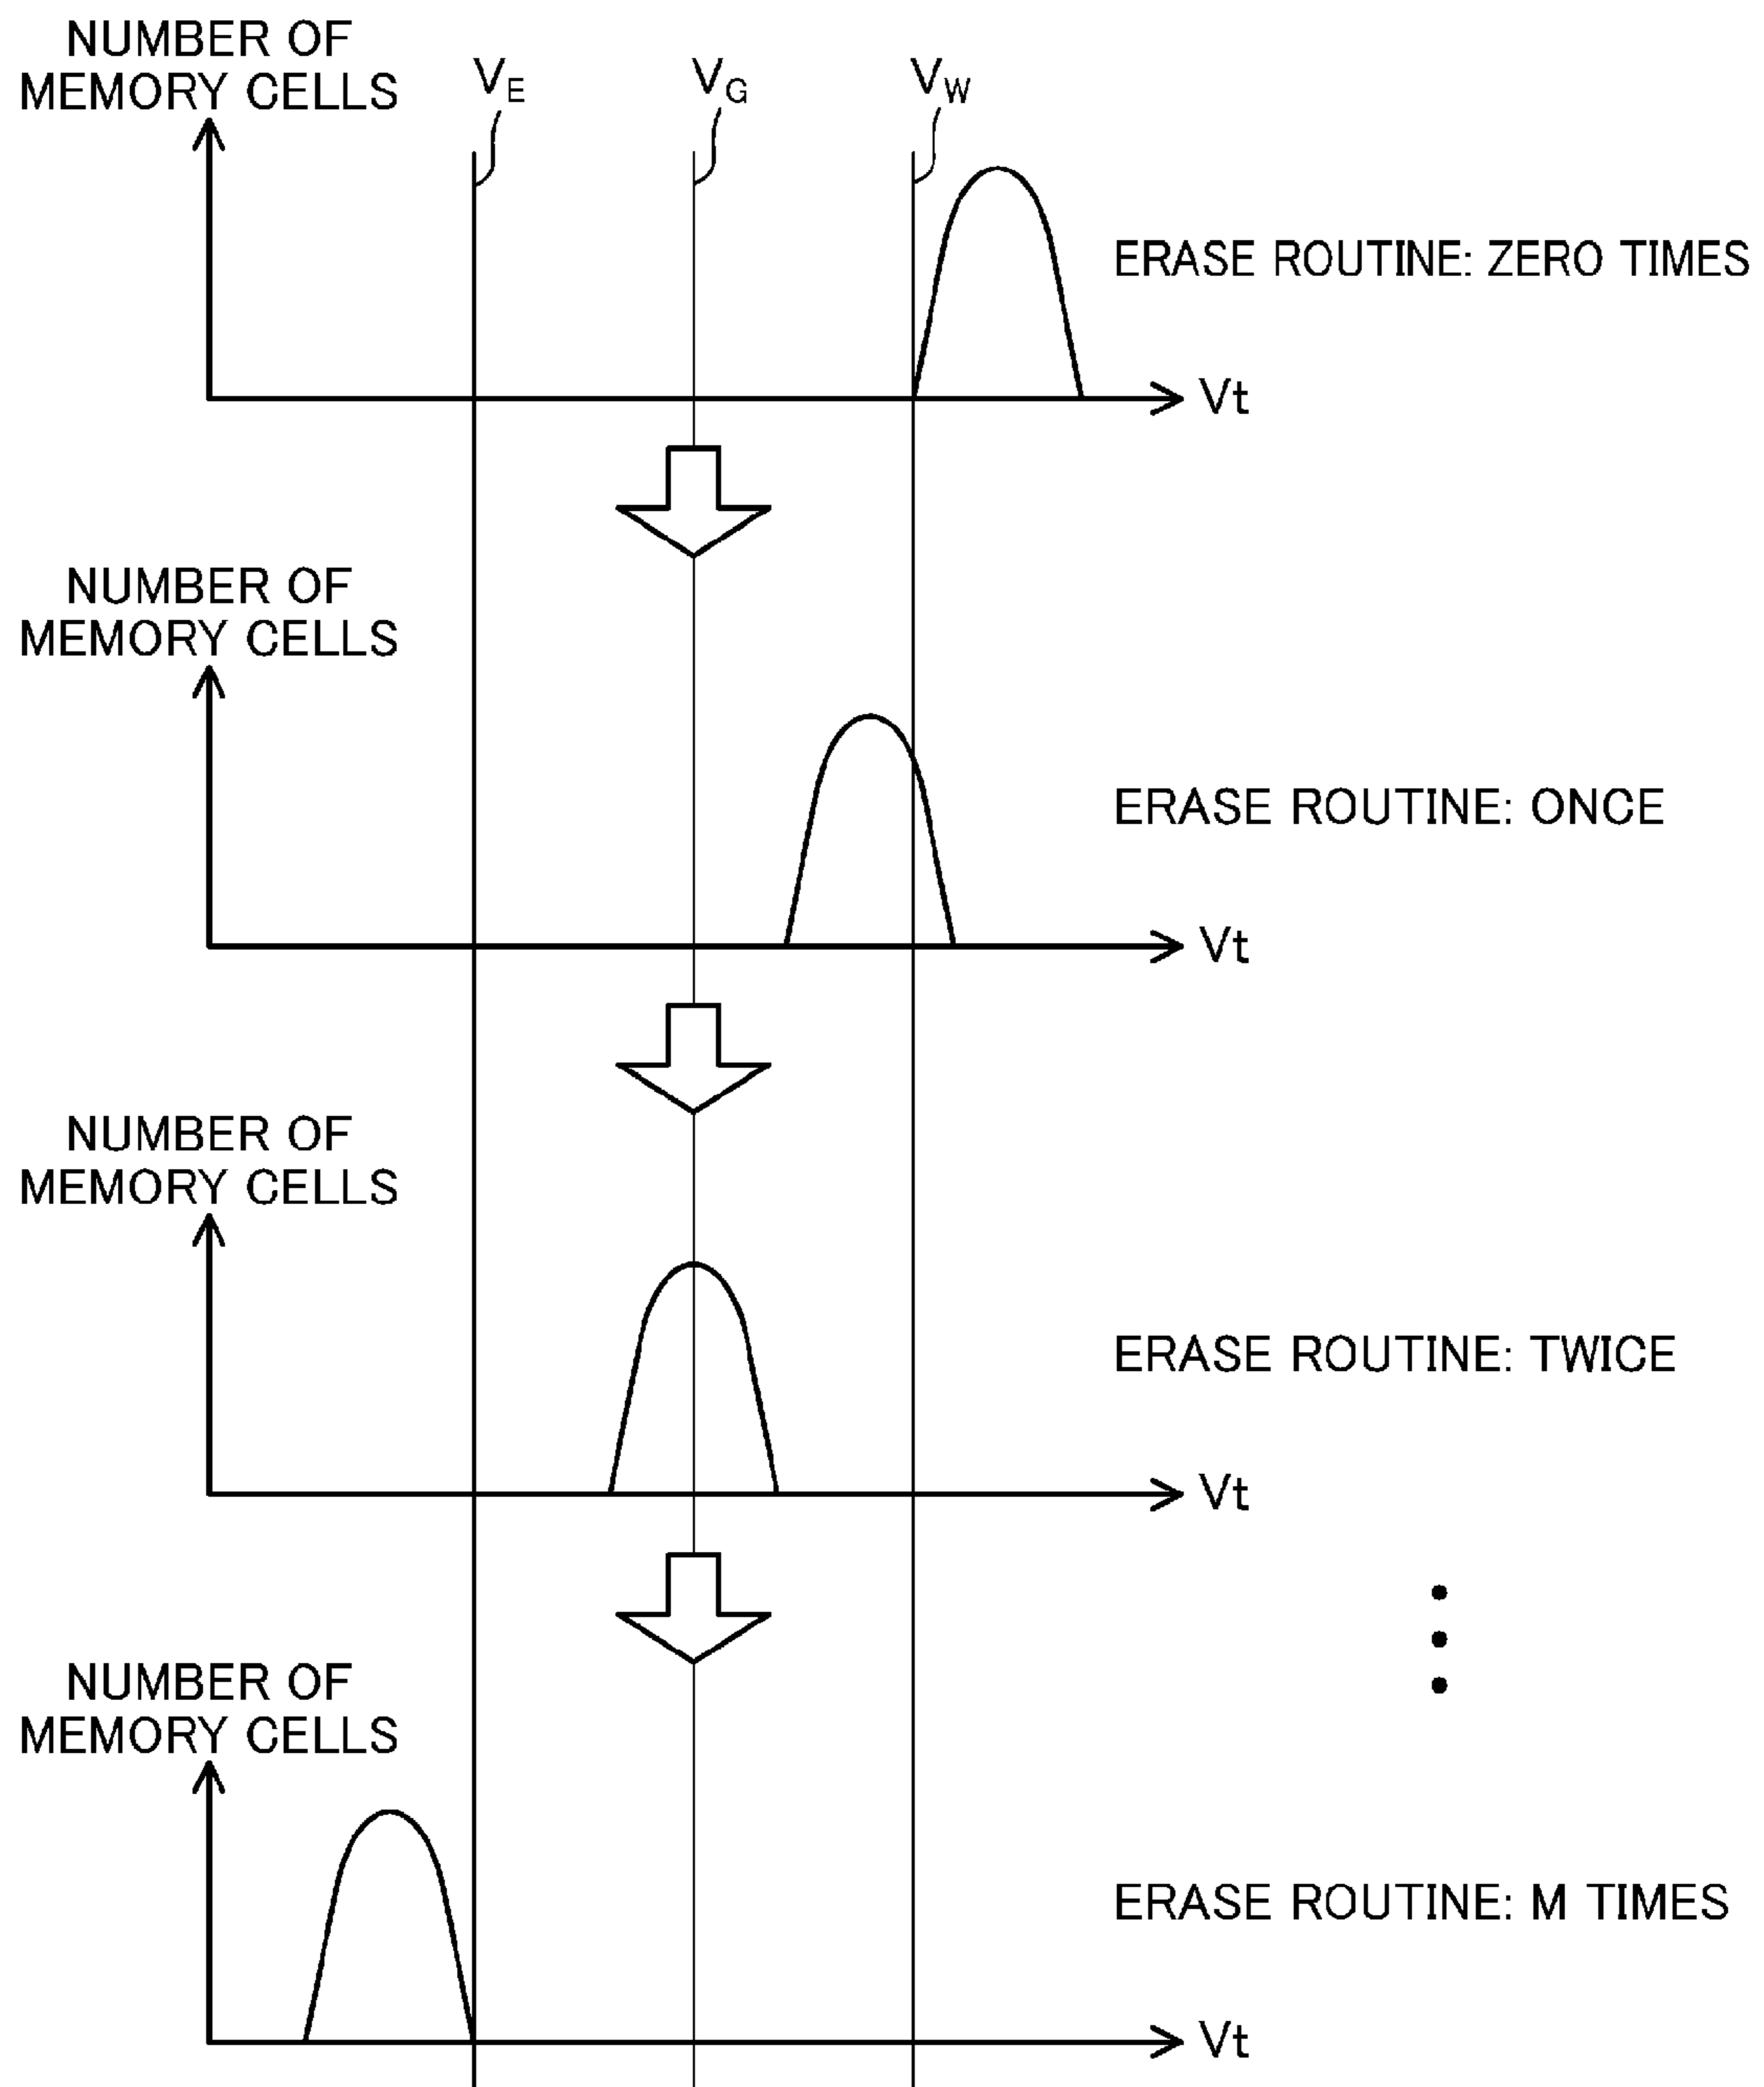 NUMBER OF
MEMORY CELLS
VE
VG
VW
ERASE ROUTINE: ZERO TIMES
Vt
NUMBER OF
MEMORY CELLS
ERASE ROUTINE: ONCE
Vt
NUMBER OF
MEMORY CELLS
ERASE ROUTINE: TWICE
Vt
NUMBER OF
MEMORY CELLS
ERASE ROUTINE: M TIMES
Vt